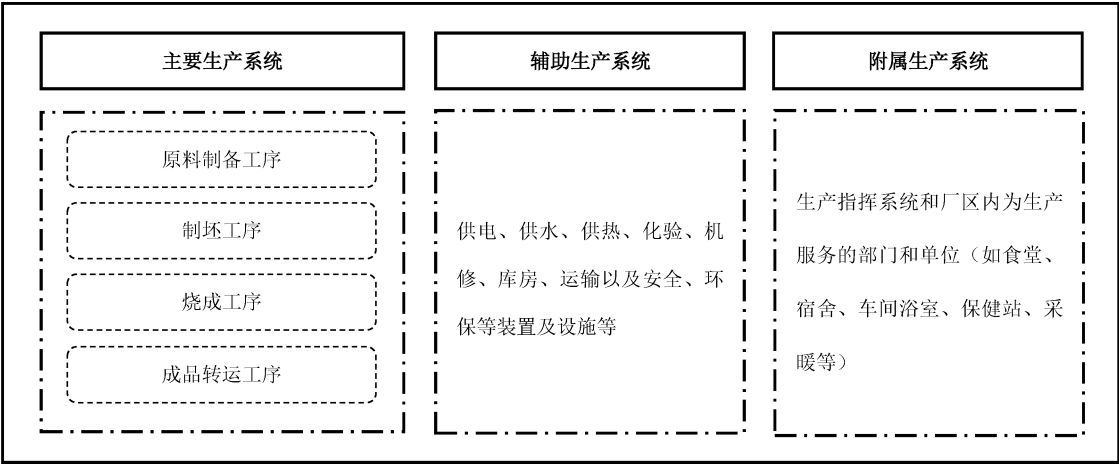 主要生产系统
原料制备工序
制坯工序
烧成工序
成品转运工序
辅助生产系统
供电、供水、供热、化验、机
修、库房、运输以及安全、环
保等装置及设施等
附属生产系统
生产指挥系统和厂区内为生产
服务的部门和单位（如食堂、
宿舍、车间浴室、保健站、采
暖等）